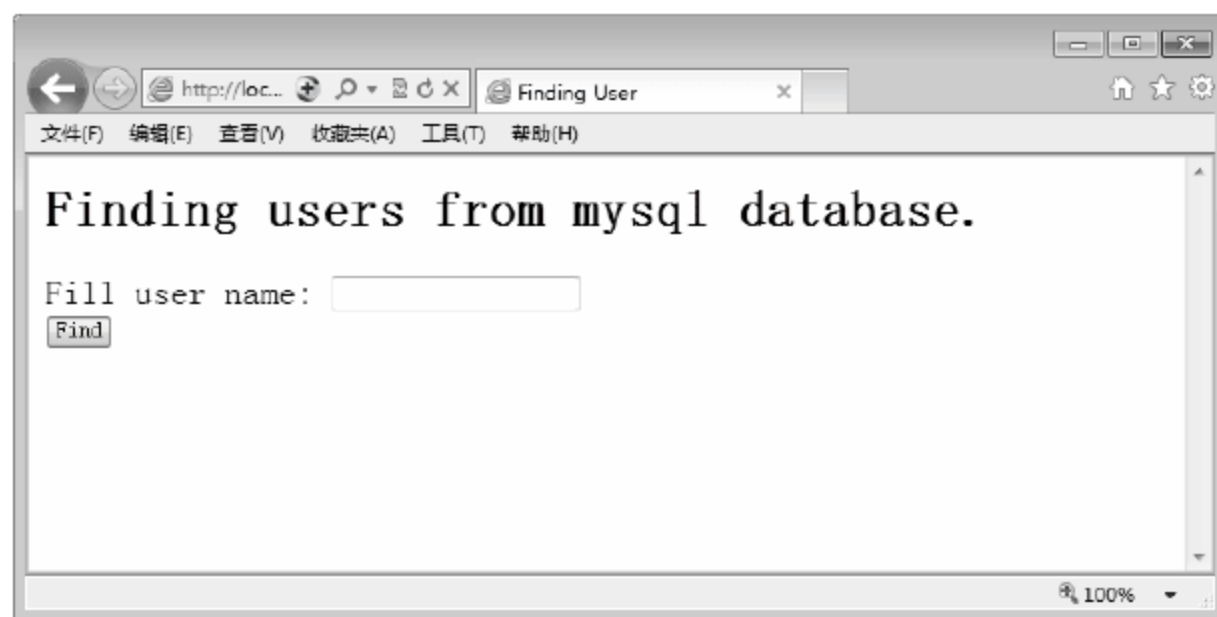 http://loc... Finding User
文件(F) 编辑(E) 查看(V) 收藏夹(A) 工具(T) 帮助(H)
Finding users from mysql database.
Fill user name:
Find
100%